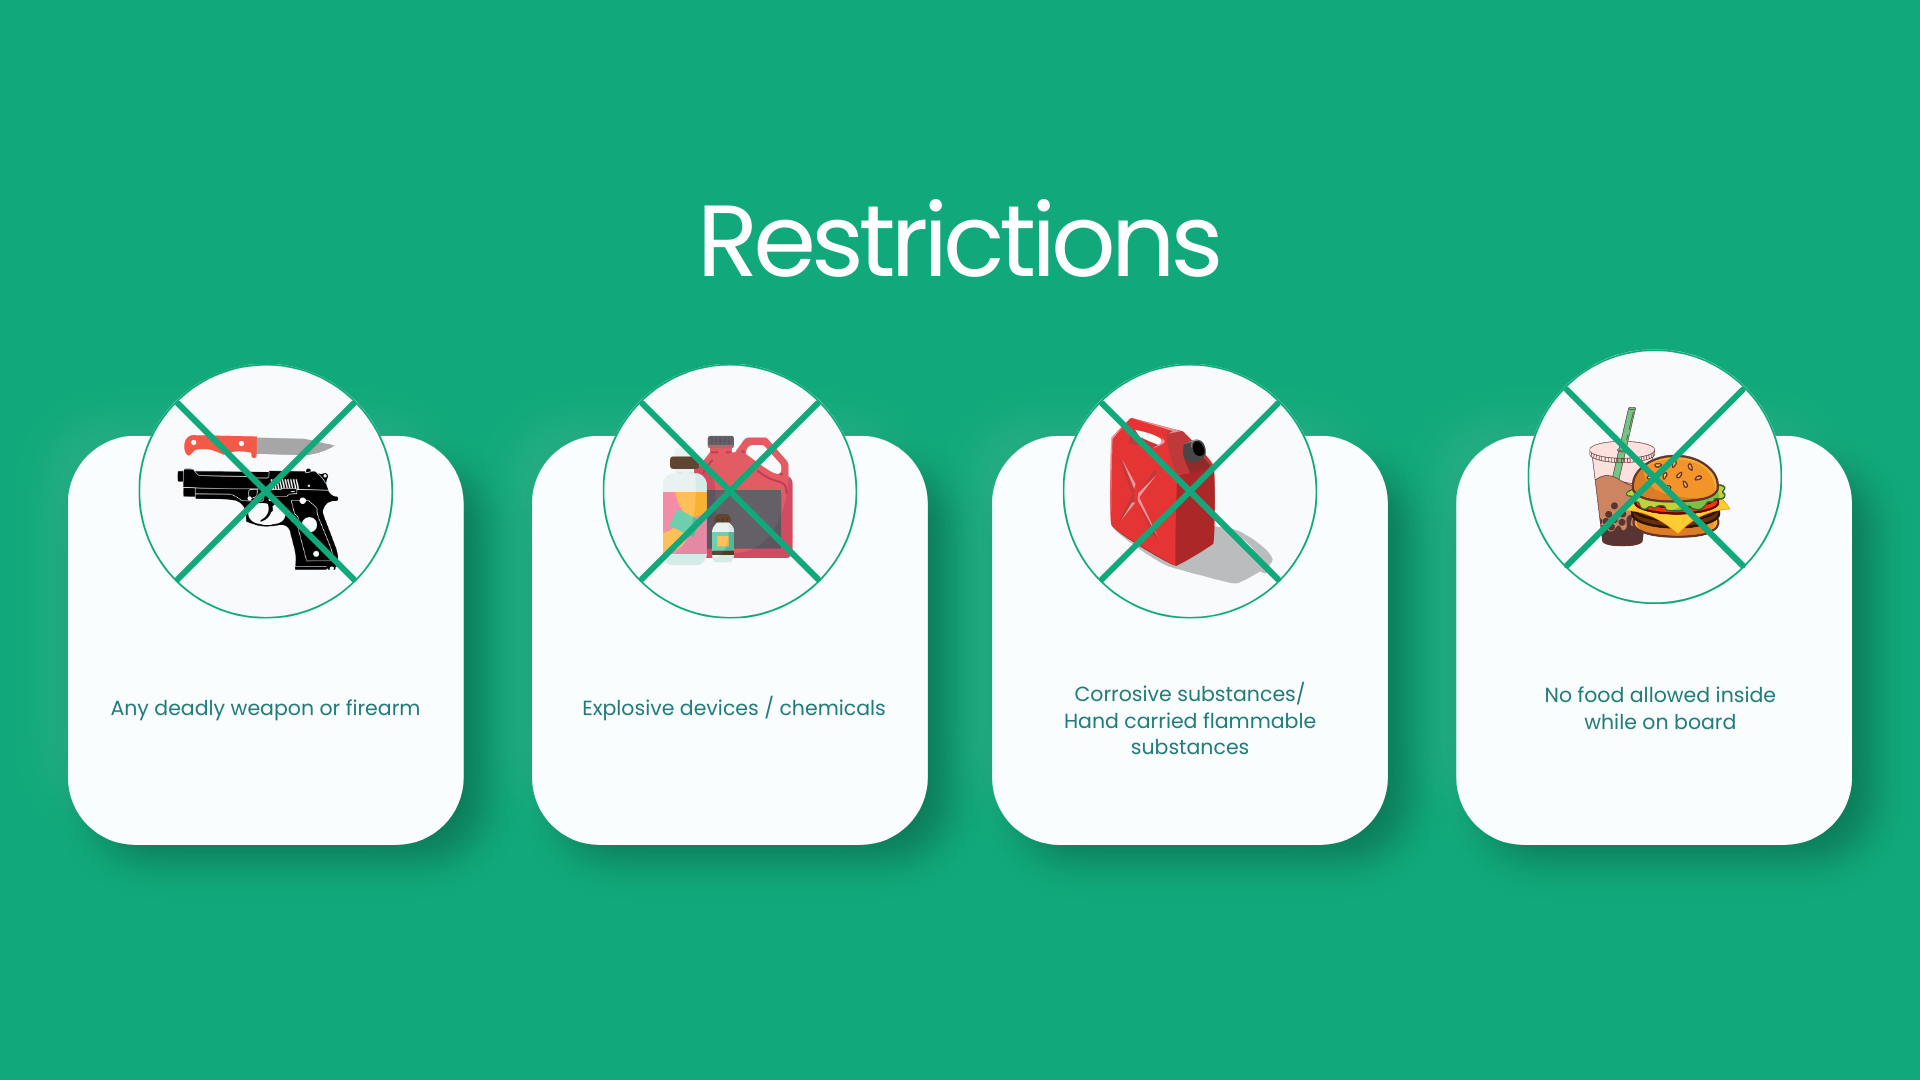 Restrictions
Any deadly weapon or firearm
Explosive devices / chemicals
Corrosive substances/
Hand carried flammable
substances
No food allowed inside
while on board